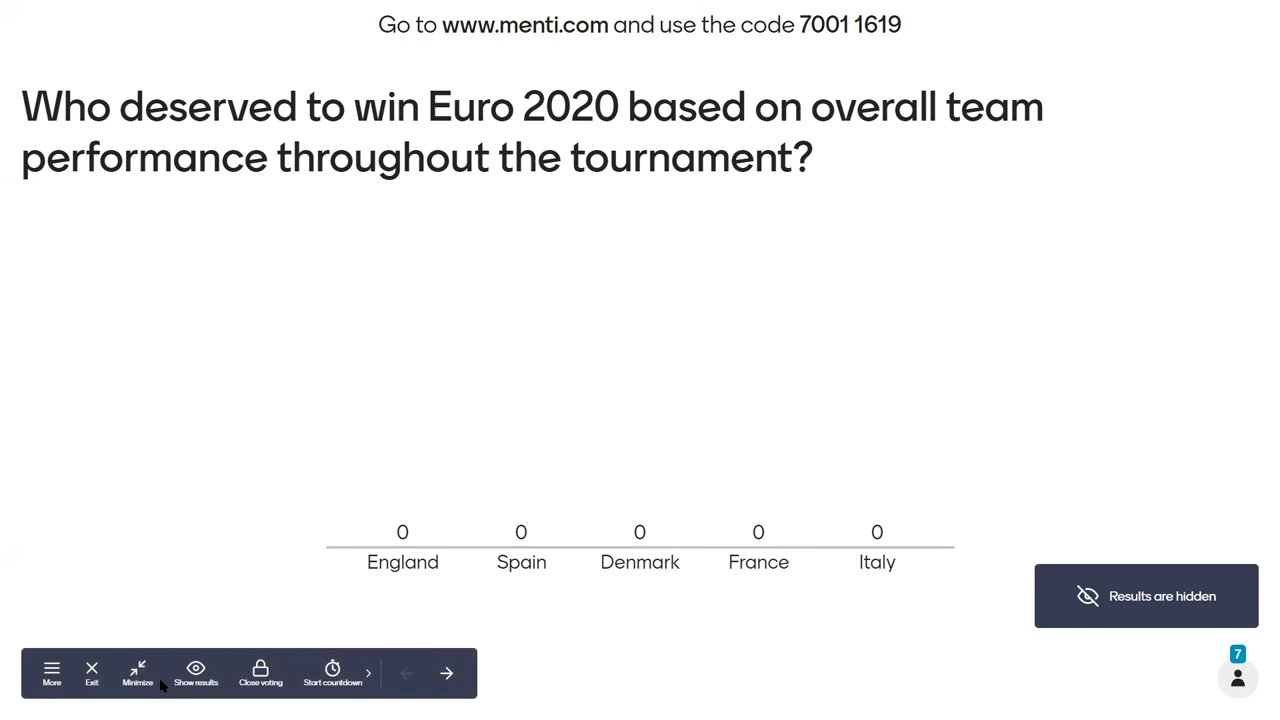 Go to www.menti.com and use the code 7001 1619
Who deserved to win Euro 2020 based on overall team
performance throughout the tournament?
0 0 0 0 0
England Spain Denmark France Italy
Results are hidden
7
More Exit Minimize Show results Close voting Start countdown